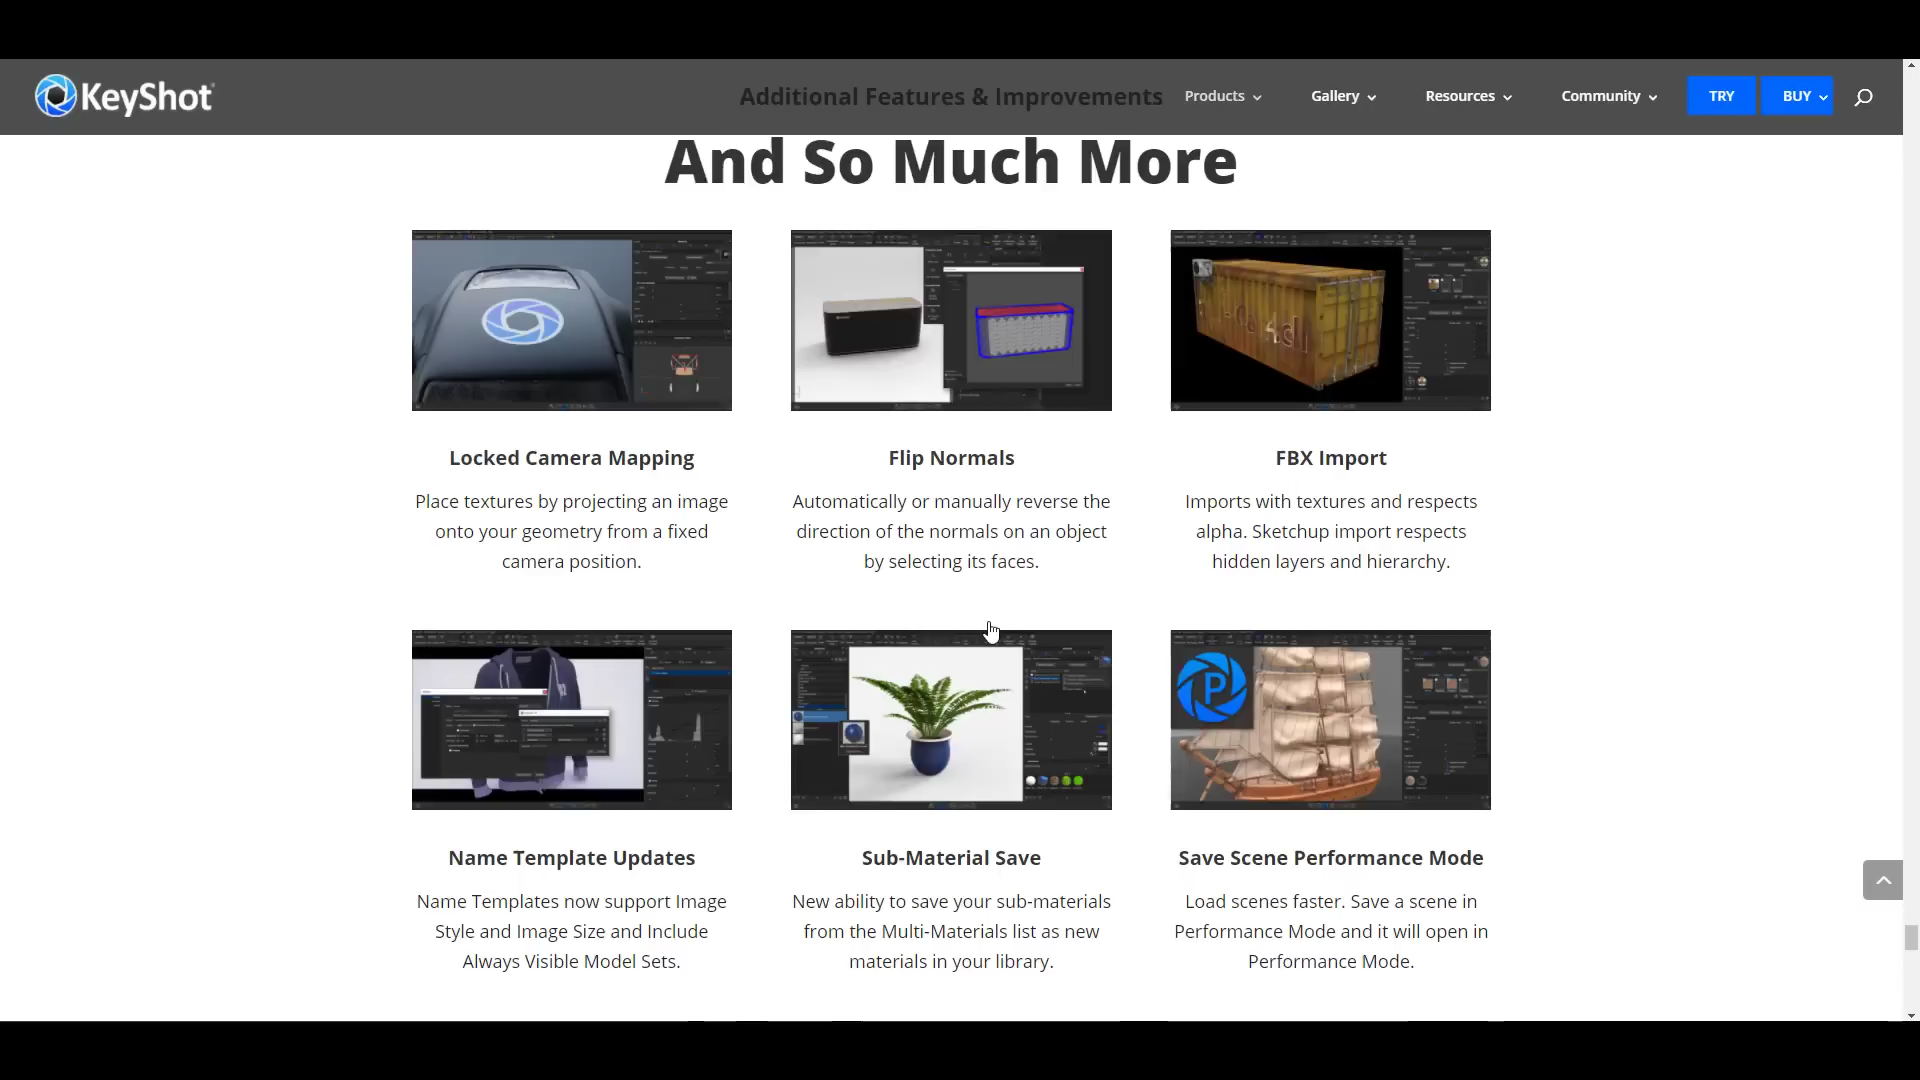 KeyShot
Additional Features & Improvements
Products
Gallery
Resources
Community
TRY
BUY
And So Much More
Locked Camera Mapping
Place textures by projecting an image
onto your geometry from a fixed
camera position.
Flip Normals
Automatically or manually reverse the
direction of the normals on an object
by selecting its faces.
FBX Import
Imports with textures and respects
alpha. Sketchup import respects
hidden layers and hierarchy.
P
Name Template Updates
Name Templates now support Image
Style and Image Size and Include
Always Visible Model Sets.
Sub-Material Save
New ability to save your sub-materials
from the Multi-Materials list as new
materials in your library.
Save Scene Performance Mode
Load scenes faster. Save a scene in
Performance Mode and it will open in
Performance Mode.